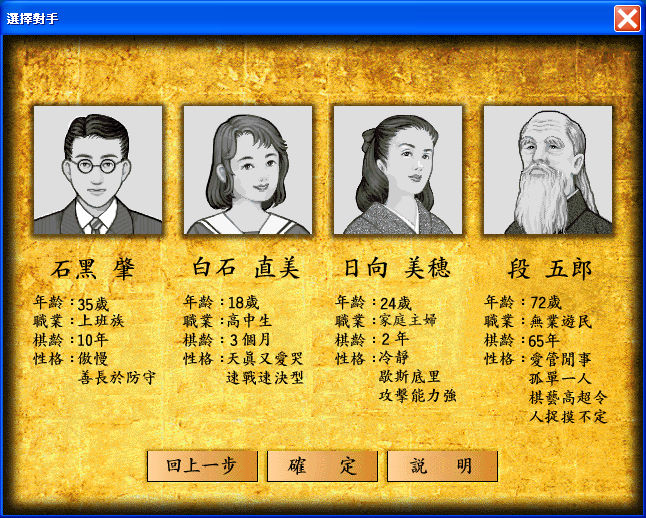 選擇對手
石黑 肇
年齡：35歲
職業：上班族
棋齡：10年
性格：傲慢
善長於防守
白石 直美
年齡：18歲
職業：高中生
棋齡：3個月
性格：天真又愛哭
速戰速決型
日向 美穗
年齡：24歲
職業：家庭主婦
棋齡：2年
性格：冷靜
歇斯底里
攻擊能力強
段 五郎
年齡：72歲
職業：無業遊民
棋齡：65年
性格：愛管閒事
孤單一人
棋藝高超令
人捉摸不定
回上一步
確 定
說 明